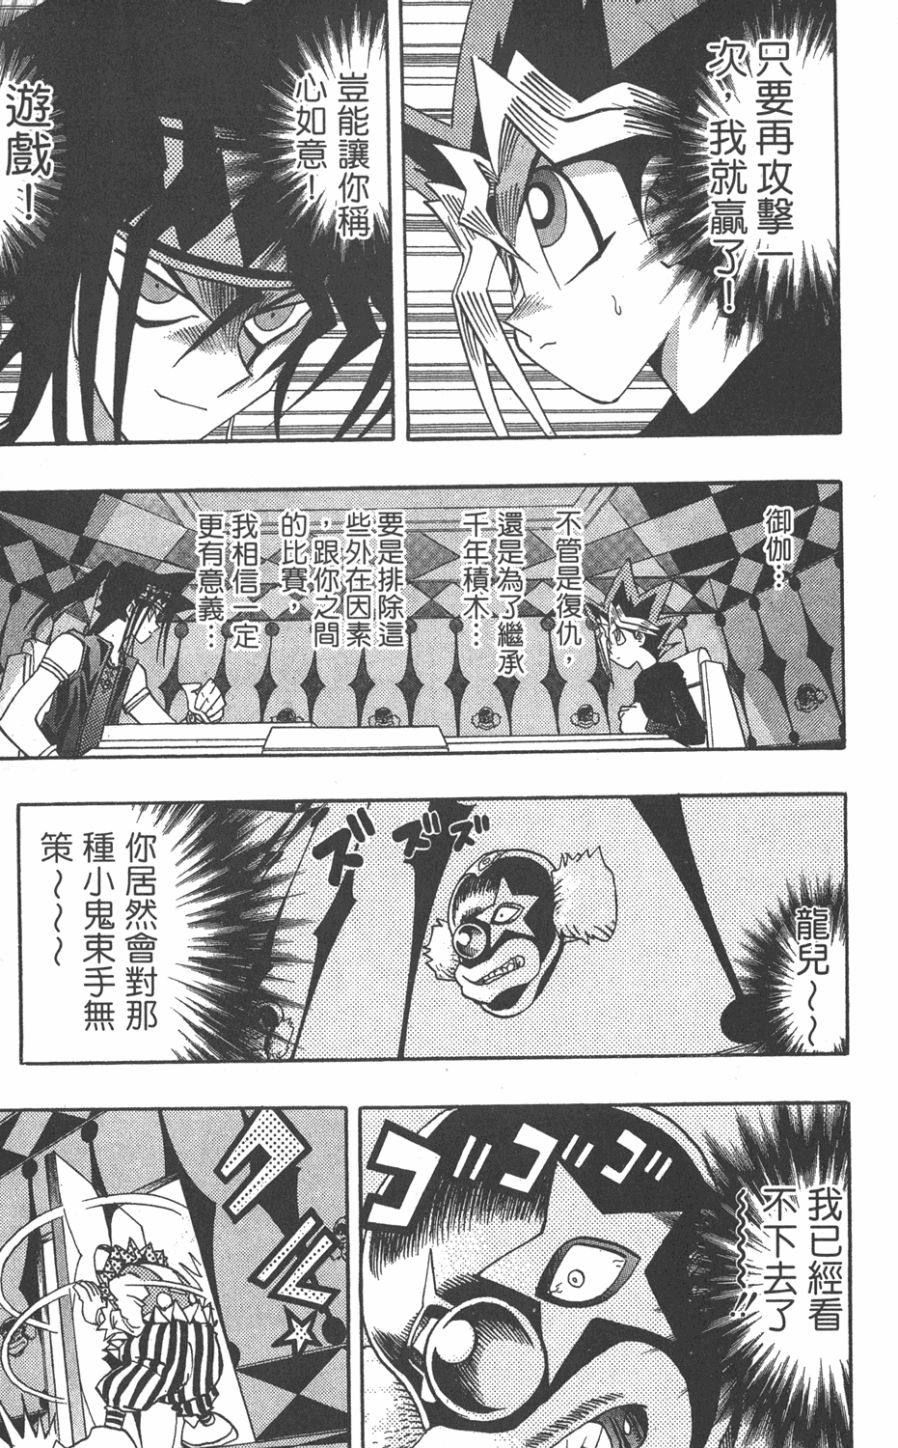 只要再攻擊一
次，我就贏了！
豈能讓你稱
心如意！
遊戲！
御伽…
不管是復仇，
還是為了繼承
千年積木…
要是排除這
些外在因素
，跟你之間
的比賽，
我相信一定
更有意義…
龍兒～～
ズズズ
你居然會對那
種小鬼束手無
策～～～
我已經看
不下去了
～～～!!
ゴゴゴ
クル